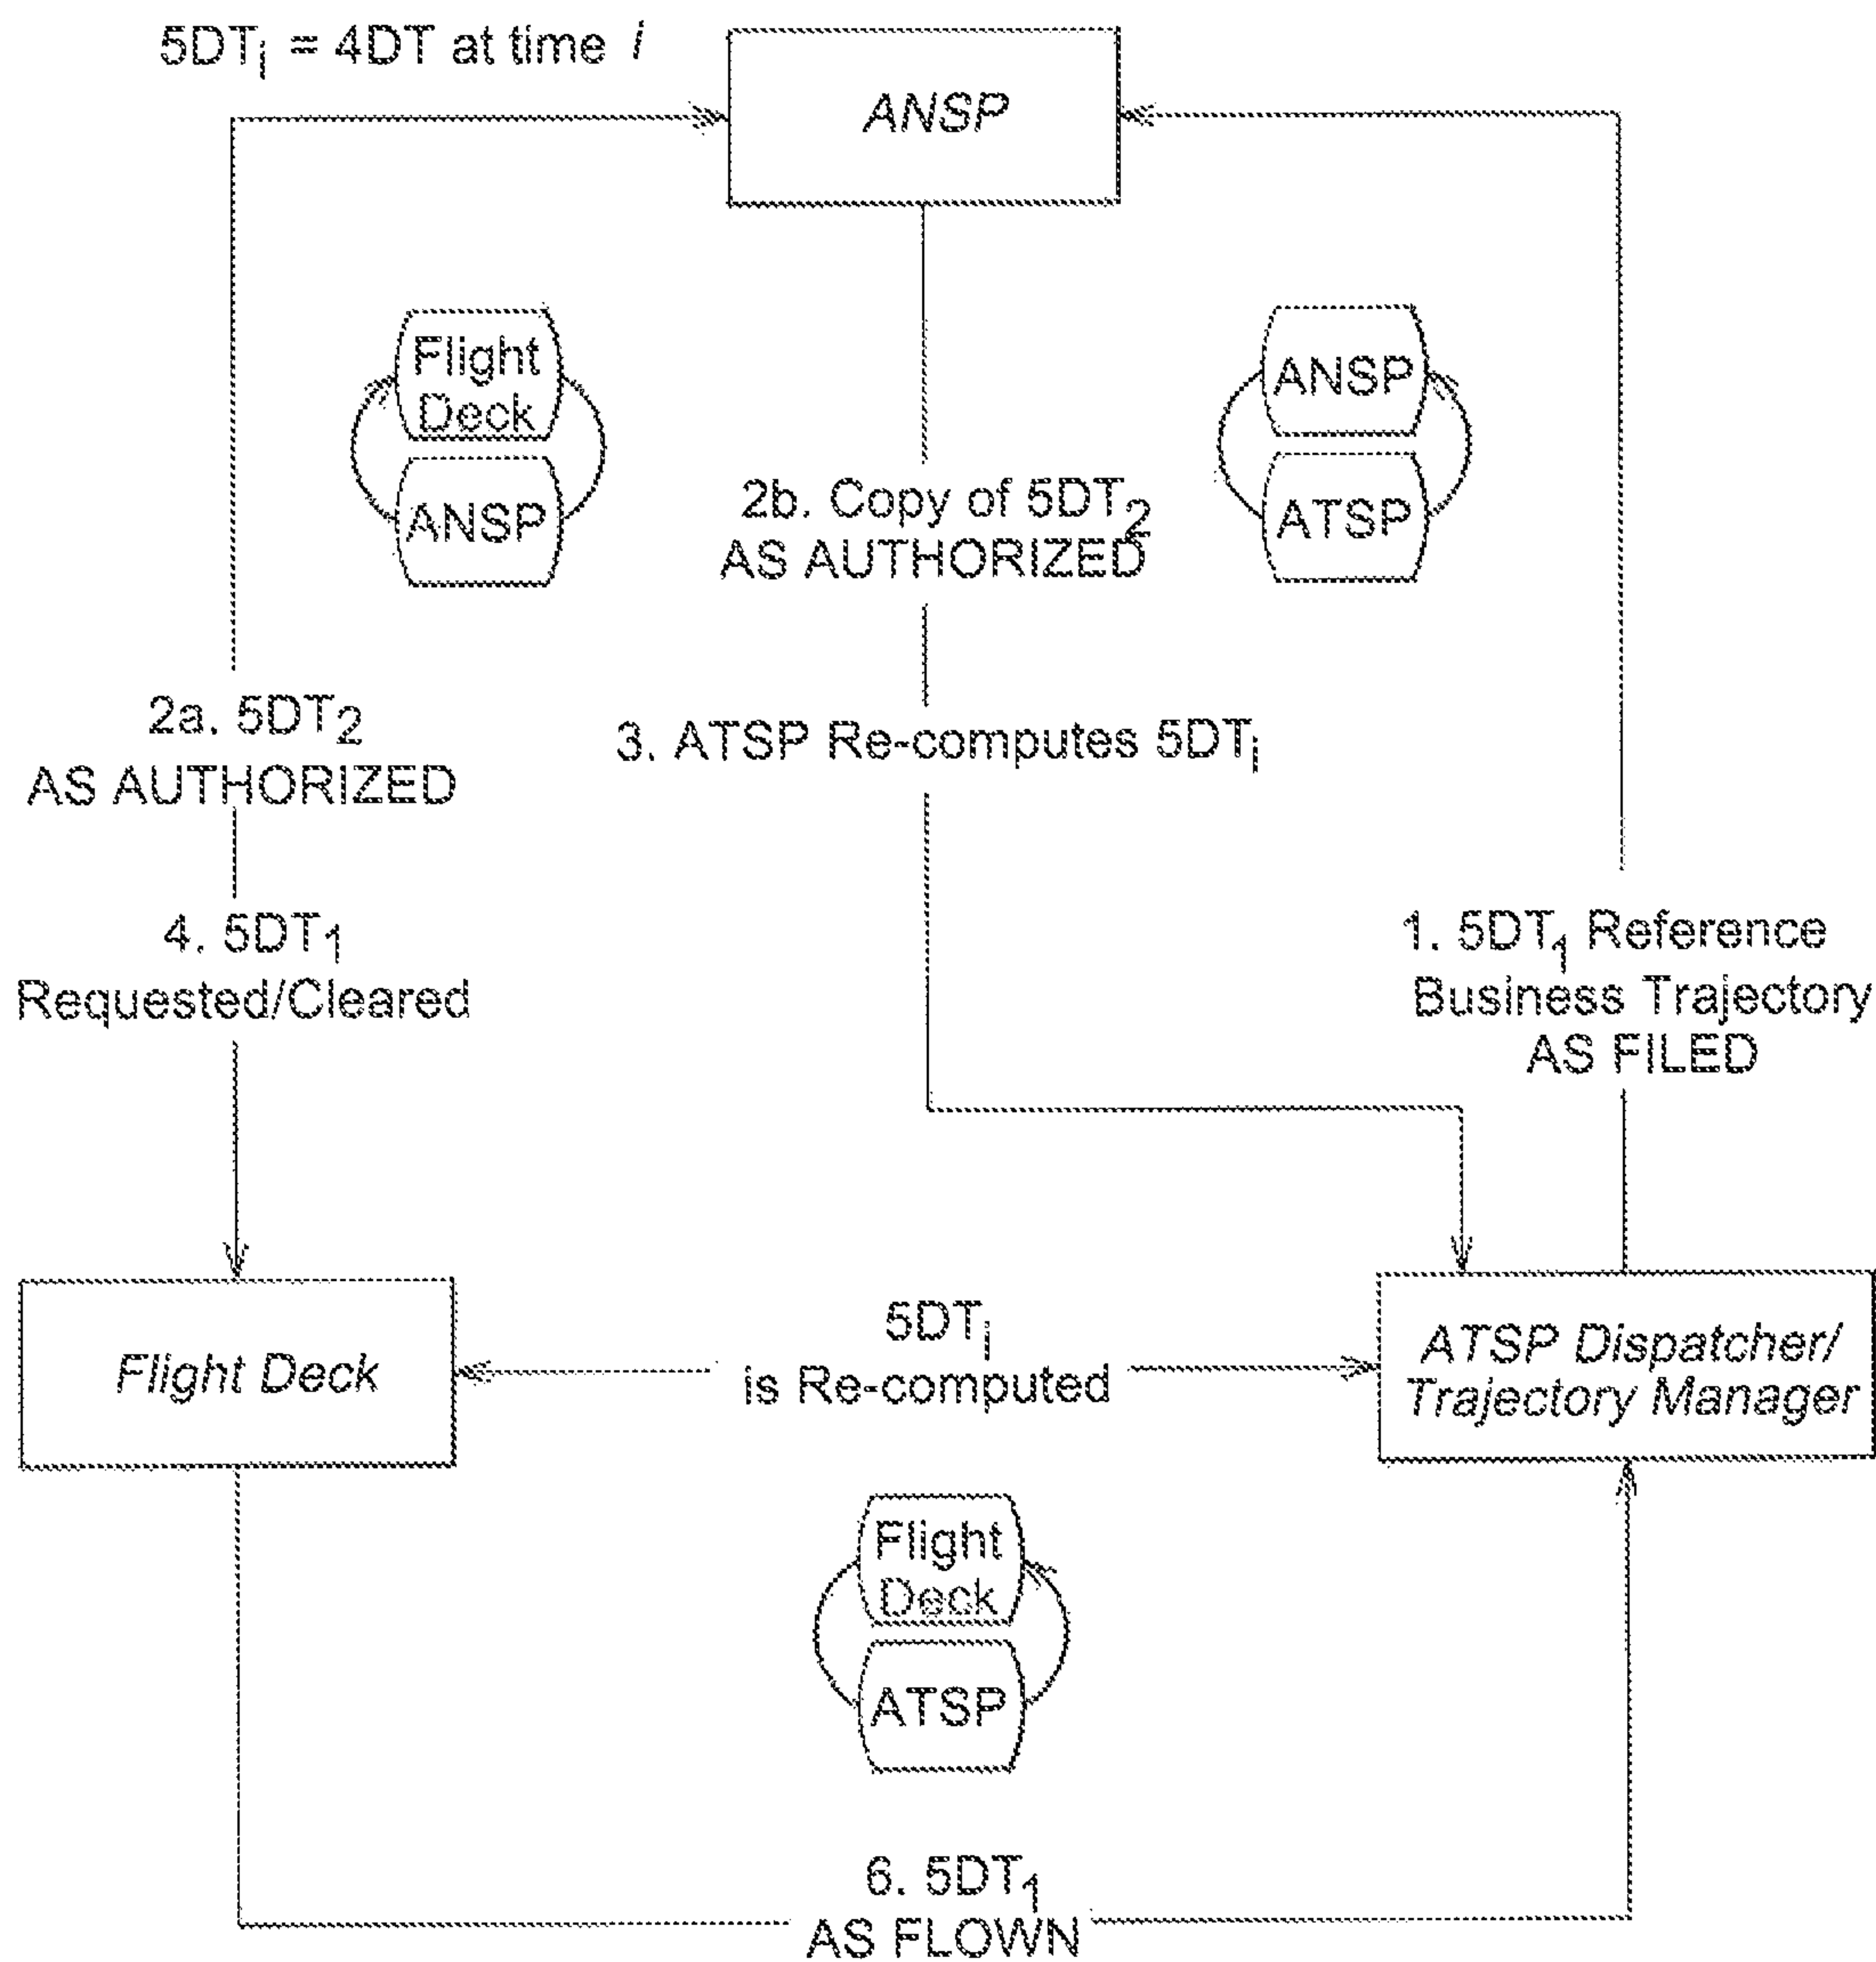 5DTi = 4DT at time i
ANSP
Flight
Deck
ANSP
ANSP
ATSP
2b. Copy of 5DT2
AS AUTHORIZED
2a. 5DT2
AS AUTHORIZED
3. ATSP Re-computes 5DTi
4. 5DT1
Requested/Cleared
1. 5DT1 Reference
Business Trajectory
AS FILED
Flight Deck
5DTi
is Re-computed
ATSP Dispatcher/
Trajectory Manager
Flight
Deck
ATSP
6. 5DT1
AS FLOWN